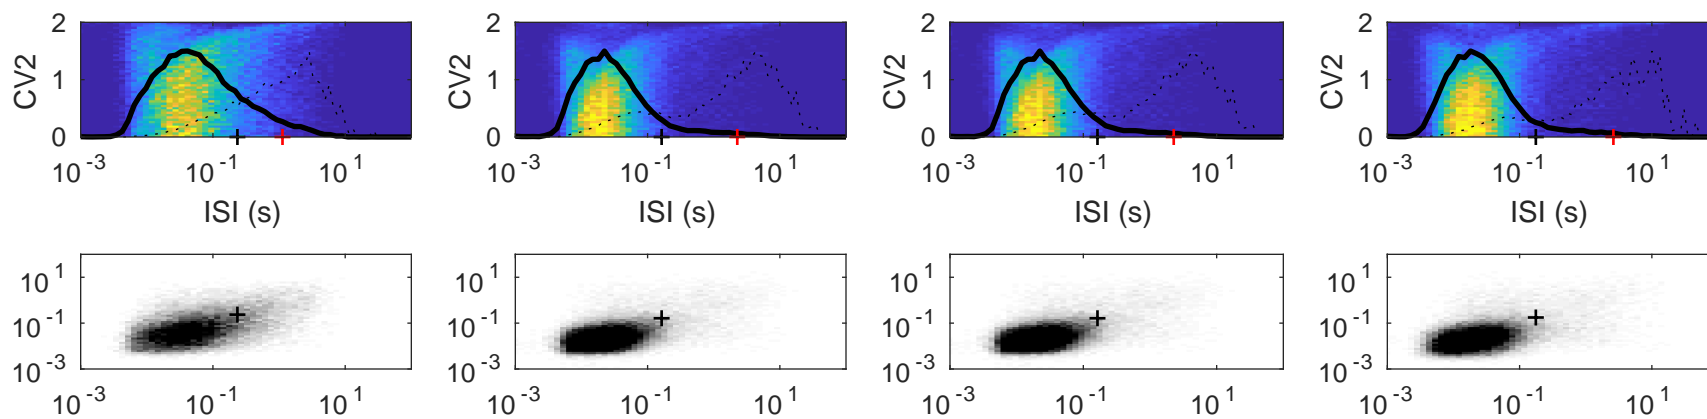 2 2 2 2
CV2 CV2 CV2 CV2
1 1 1 1
0 0 0 0
10^-3 10^-1 10^1 10^-3 10^-1 10^1 10^-3 10^-1 10^1 10^-3 10^-1 10^1
ISI (s) ISI (s) ISI (s) ISI (s)
10^1 10^1 10^1 10^1
10^-1 10^-1 10^-1 10^-1
10^-3 10^-3 10^-3 10^-3
10^-3 10^-1 10^1 10^-3 10^-1 10^1 10^-3 10^-1 10^1 10^-3 10^-1 10^1